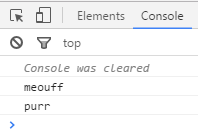 Elements Console
top
Console was cleared
meouff
purr